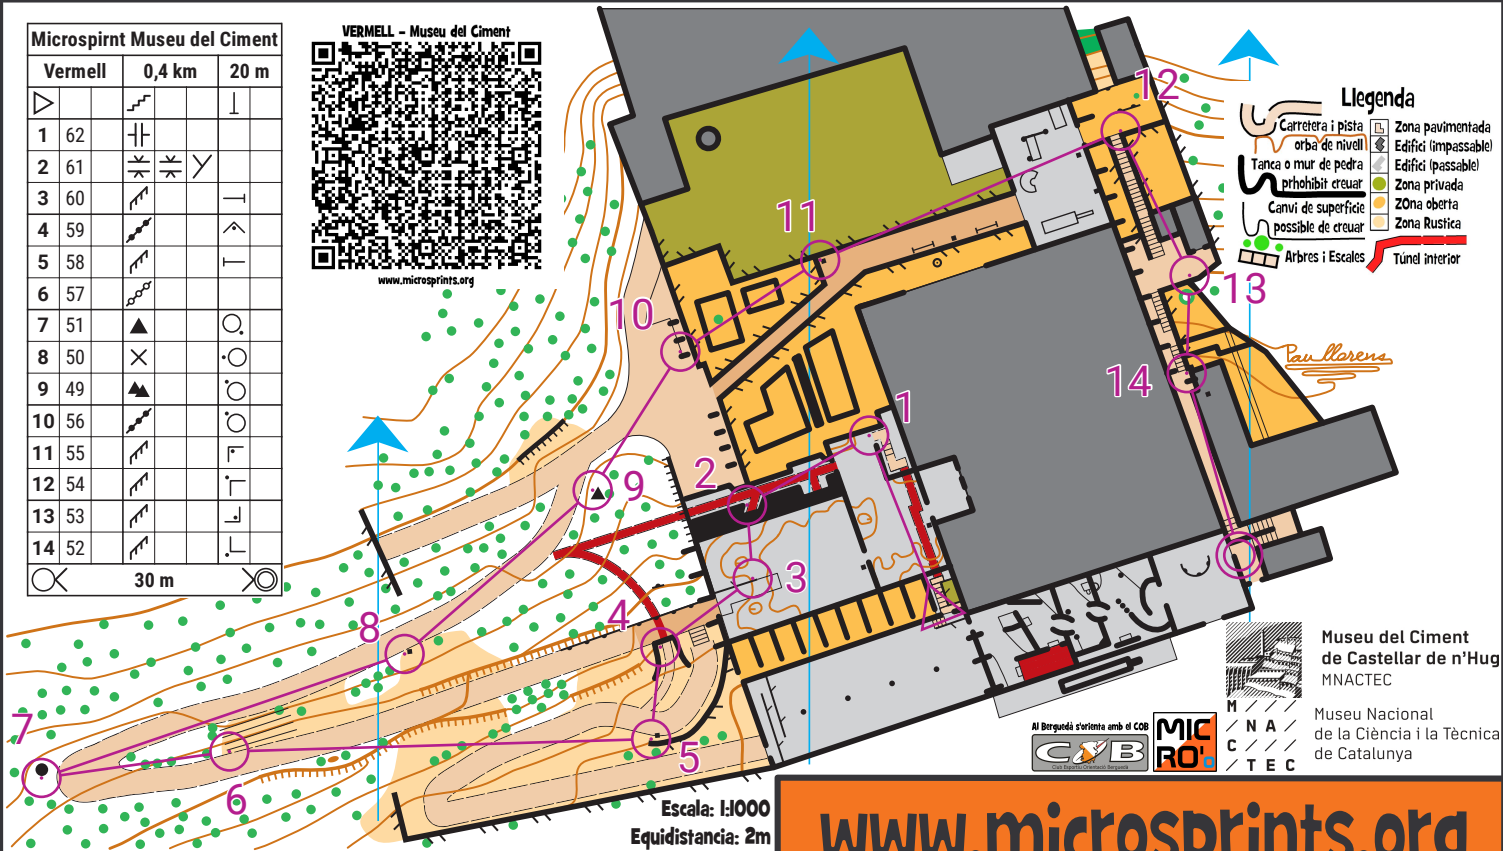 Microspirnt Museu del Ciment
Vermell 0,4 km 20 m
1 62
2 61
3 60
4 59
5 58
6 57
7 51
8 50
9 49
10 56
11 55
12 54
13 53
14 52
30 m
VERMELL - Museu del Ciment
www.microsprints.org
1
2
3
4
5
6
7
8
9
10
11
12
13
14
Llegenda
Carretera i pista
orba de nivell
Tanca o mur de pedra
prhohibit creuar
Canvi de superficie
possible de creuar
Arbres i Escales
Zona pavimentada
Edifici (impassable)
Edifici (passable)
Zona privada
ZOna oberta
Zona Rustica
Túnel interior
Pau Llorens
Escala: 1:1000
Equidistancia: 2m
Al Berguedà s'orienta amb el COB
COB
Club Esportiu Orientació Berguedà
MIC
RO'
Museu del Ciment
de Castellar de n'Hug
MNACTEC
M / / /
/ N A /
C / / /
/ T E C
Museu Nacional
de la Ciència i la Tècnica
de Catalunya
www.microsprints.org